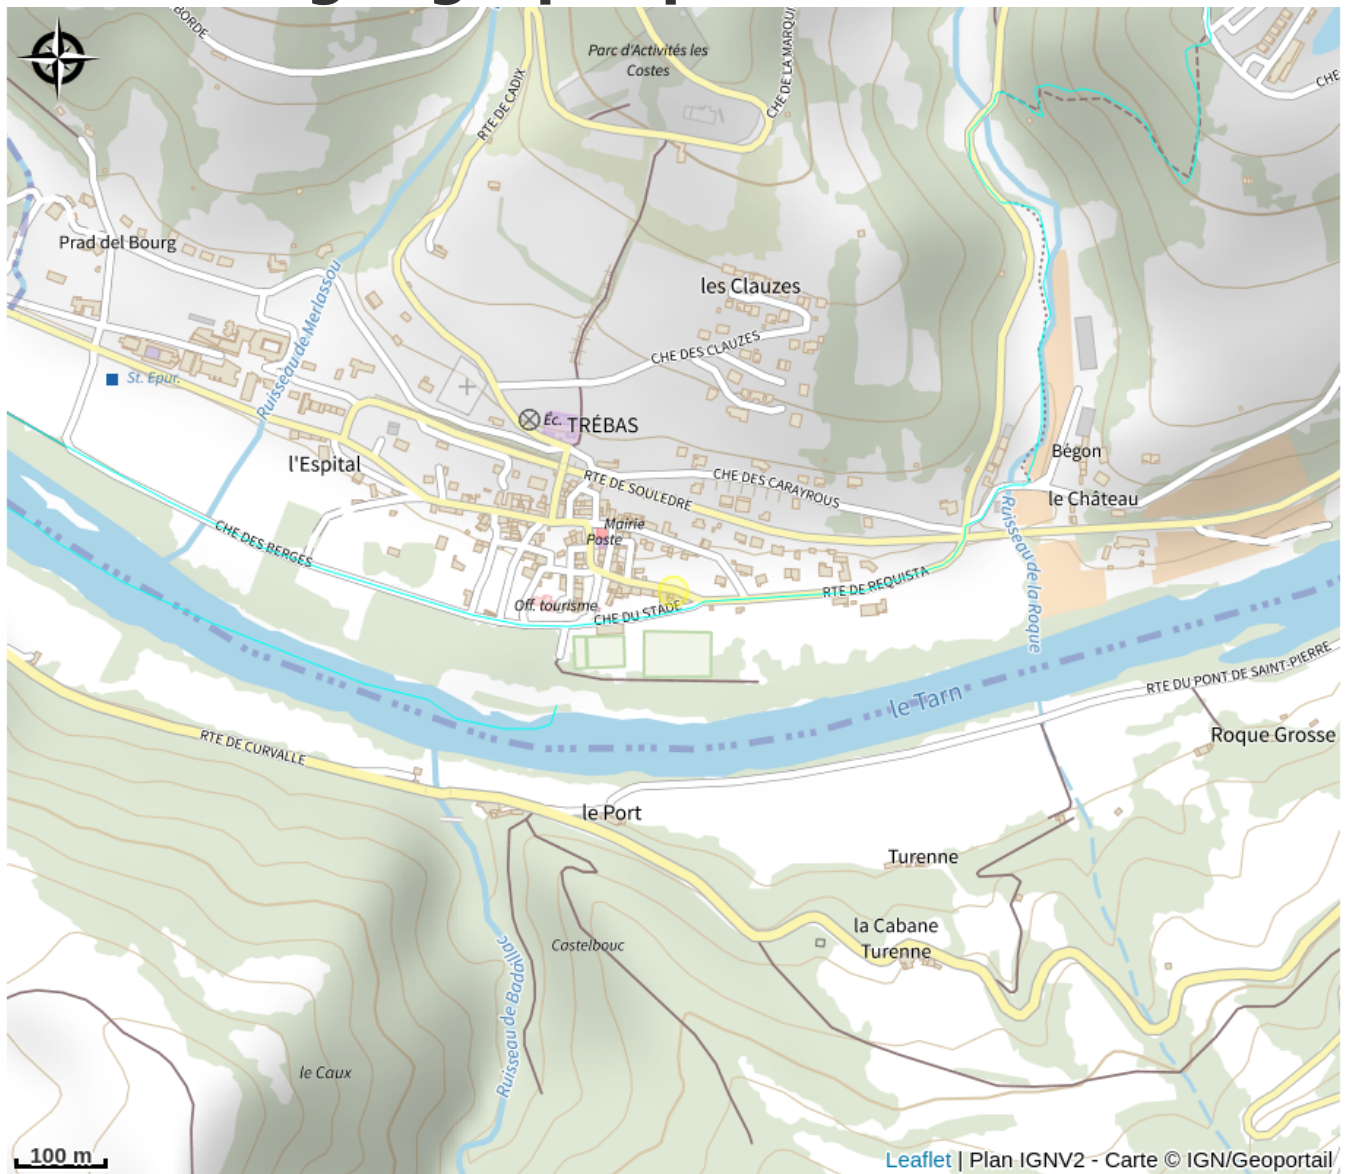 BORDE
Parc d'Activités les
Costes
CHE DE LA MARQUI
CHE
RTE DE CADIX
Prad del Bourg
Ruisseau de Merlassou
les Clauzes
CHE DES CLAUZES
St. Epur.
Éc.
TRÉBAS
l'Espital
RTE DE SOULEDRE
CHE DES CARAYROUS
Bégon
le Château
Mairie
Poste
CHE DES BERGES
Off. tourisme
CHE DU STADE
RTE DE REQUISTA
Ruisseau de la Roque
le Tarn
RTE DU PONT DE SAINT-PIERRE
Roque Grosse
RTE DE CURVALLE
le Port
Turenne
la Cabane
Turenne
Castelbouc
Ruisseau de Badaillac
le Caux
100 m
Leaflet | Plan IGNV2 - Carte © IGN/Geoportail